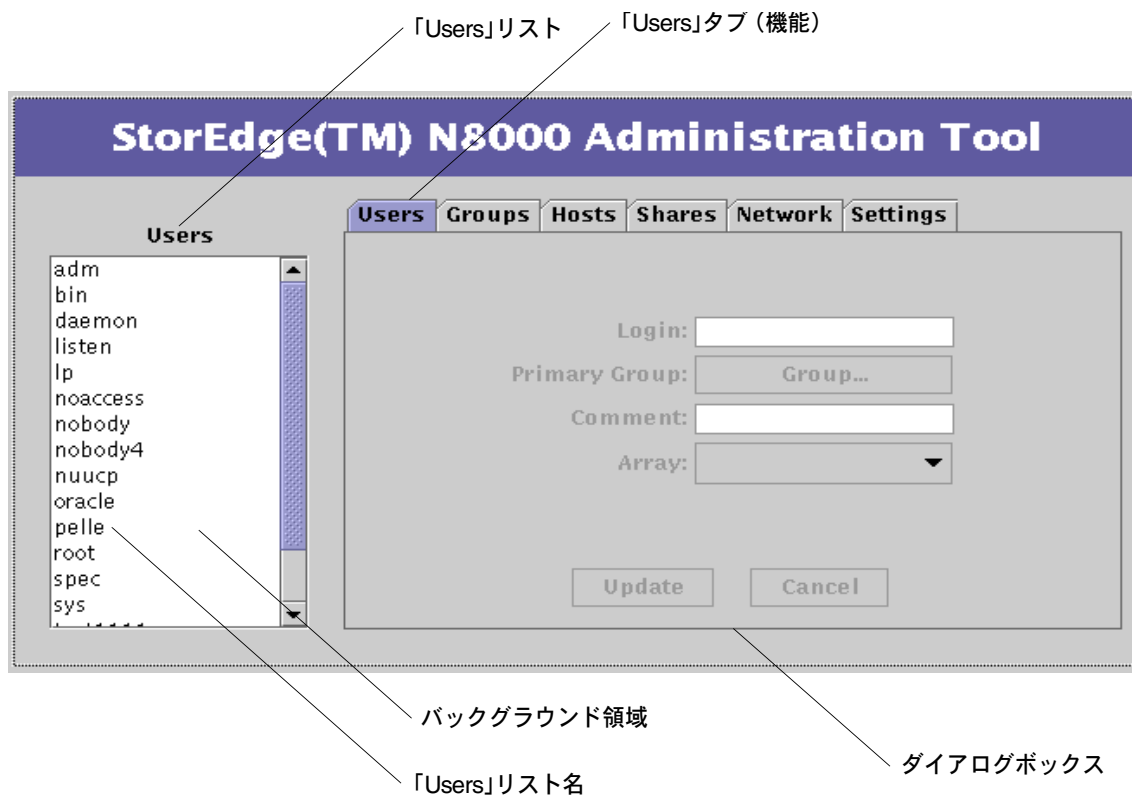 「Users」リスト
「Users」タブ（機能）
StorEdge(TM) N8000 Administration Tool
Users
Users Groups Hosts Shares Network Settings
adm
bin
daemon
listen
lp
noaccess
nobody
nobody4
nuucp
oracle
pelle
root
spec
sys
Login:
Primary Group: Group...
Comment:
Array:
Update Cancel
バックグラウンド領域
ダイアログボックス
「Users」リスト名